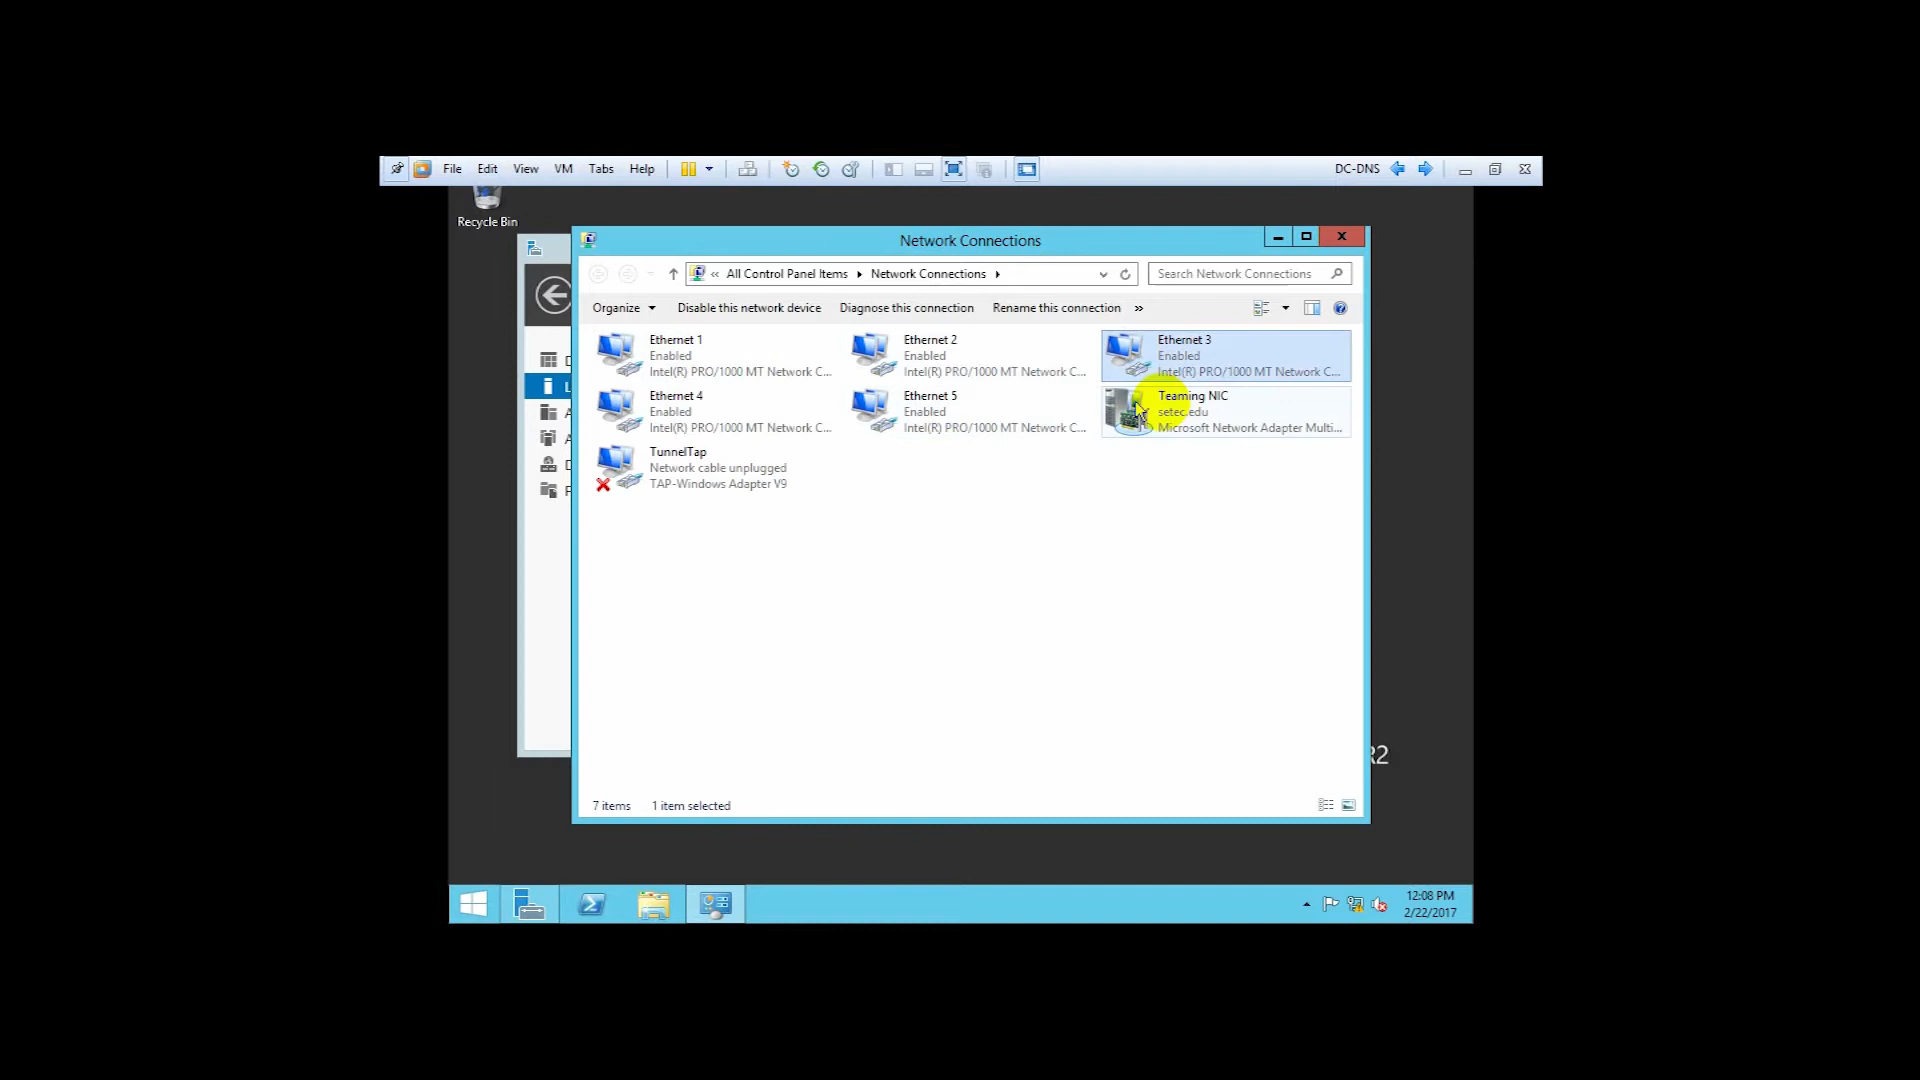 File Edit View VM Tabs Help
DC-DNS
Recycle Bin
Network Connections
« All Control Panel Items Network Connections
Search Network Connections
Organize Disable this network device Diagnose this connection Rename this connection »
Ethernet 1
Enabled
Intel(R) PRO/1000 MT Network C...
Ethernet 2
Enabled
Intel(R) PRO/1000 MT Network C...
Ethernet 3
Enabled
Intel(R) PRO/1000 MT Network C...
Ethernet 4
Enabled
Intel(R) PRO/1000 MT Network C...
Ethernet 5
Enabled
Intel(R) PRO/1000 MT Network C...
Teaming NIC
setec.edu
Microsoft Network Adapter Multi...
TunnelTap
Network cable unplugged
TAP-Windows Adapter V9
R2
7 items 1 item selected
12:08 PM
2/22/2017